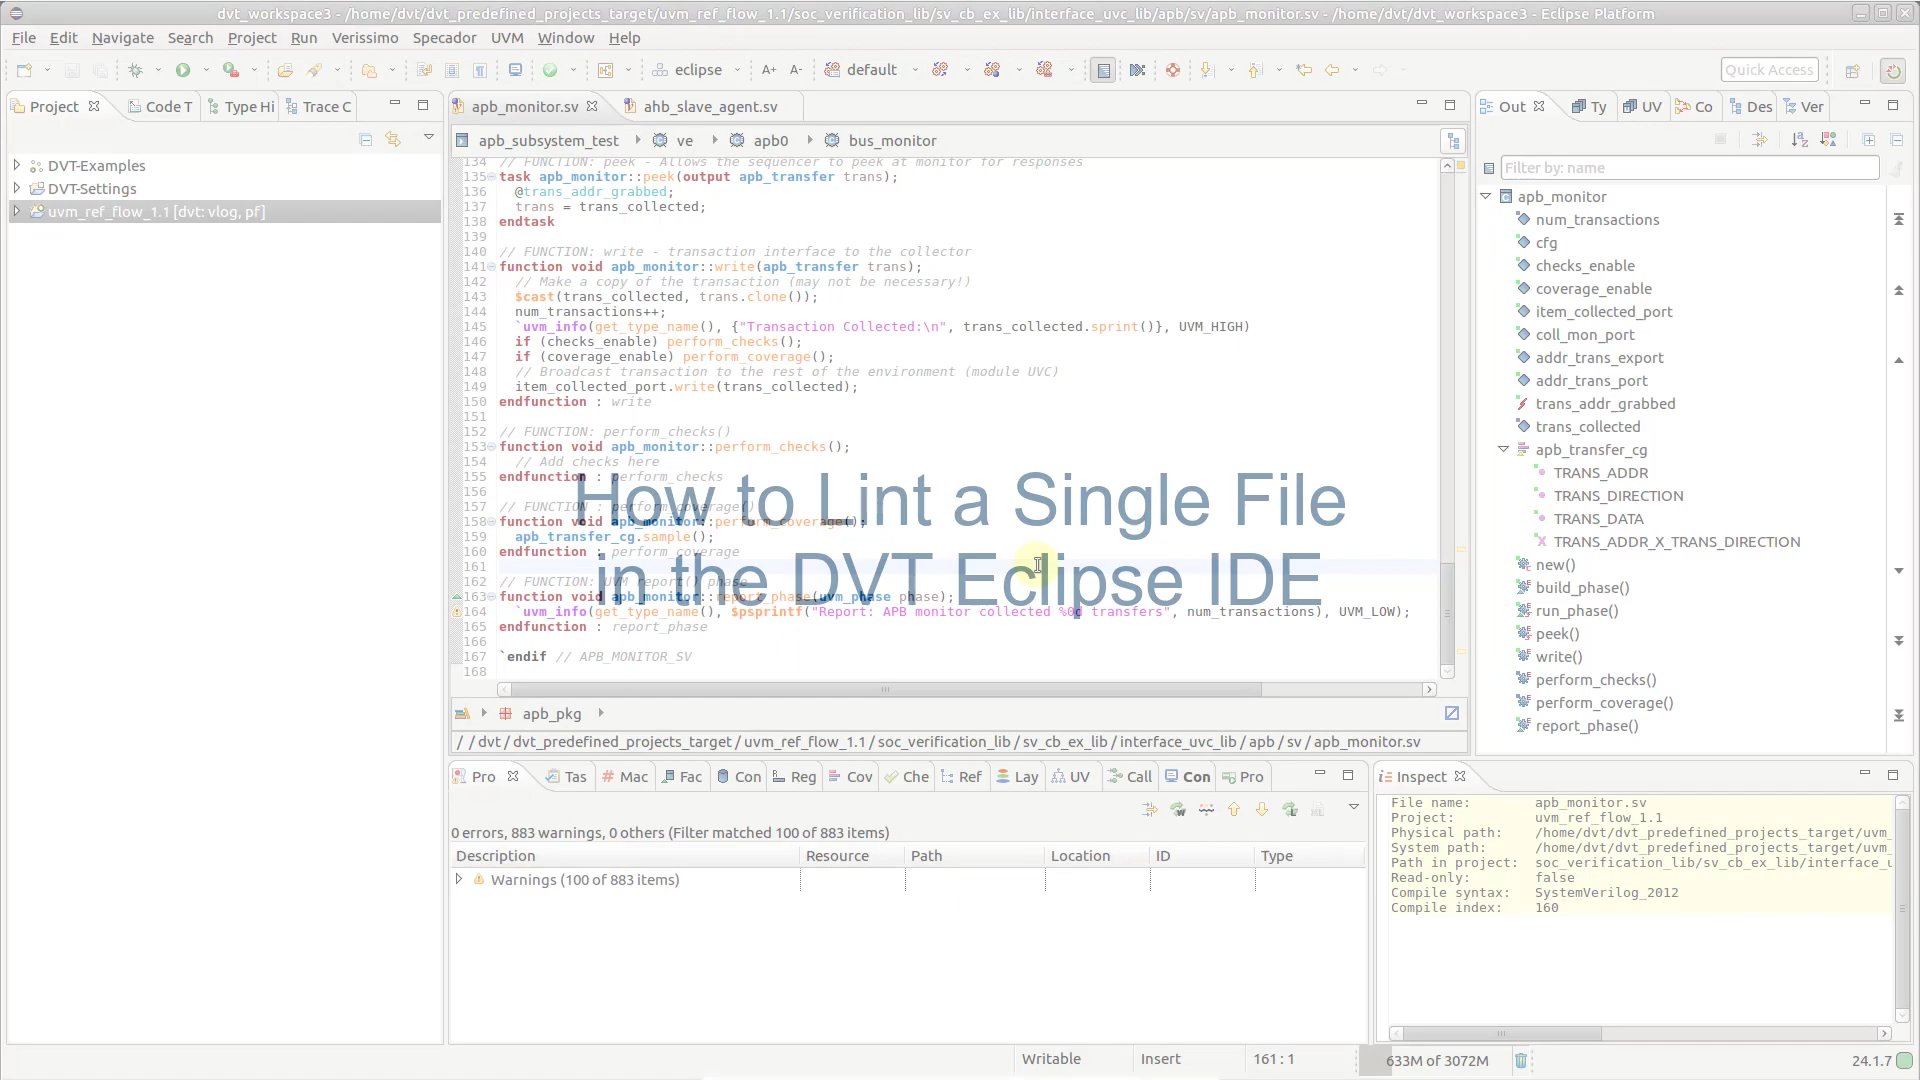 dvt_workspace3 - /home/dvt/dvt_predefined_projects_target/uvm_ref_flow_1.1/soc_verification_lib/sv_cb_ex_lib/interface_uvc_lib/apb/sv/apb_monitor.sv - /home/dvt/dvt_workspace3 - Eclipse Platform
File Edit Navigate Search Project Run Verissimo Specador UVM Window Help
eclipse A+ A- default Quick Access
Project Code T Type Hi Trace C
DVT-Examples
DVT-Settings
uvm_ref_flow_1.1 [dvt: vlog, pf]
apb_monitor.sv ahb_slave_agent.sv
apb_subsystem_test ve apb0 bus_monitor
134 // FUNCTION: peek - Allows the sequencer to peek at monitor for responses
135 task apb_monitor::peek(output apb_transfer trans);
136 @trans_addr_grabbed;
137 trans = trans_collected;
138 endtask
139
140 // FUNCTION: write - transaction interface to the collector
141 function void apb_monitor::write(apb_transfer trans);
142 // Make a copy of the transaction (may not be necessary!)
143 $cast(trans_collected, trans.clone());
144 num_transactions++;
145 `uvm_info(get_type_name(), {"Transaction Collected:\n", trans_collected.sprint()}, UVM_HIGH)
146 if (checks_enable) perform_checks();
147 if (coverage_enable) perform_coverage();
148 // Broadcast transaction to the rest of the environment (module UVC)
149 item_collected_port.write(trans_collected);
150 endfunction : write
151
152 // FUNCTION: perform_checks()
153 function void apb_monitor::perform_checks();
154 // Add checks here
155 endfunction : perform_checks
156
157 // FUNCTION : perform_coverage()
158 function void apb_monitor::perform_coverage();
159 apb_transfer_cg.sample();
160 endfunction : perform_coverage
161
162 // FUNCTION: UVM report() phase
163 function void apb_monitor::report_phase(uvm_phase phase);
164 `uvm_info(get_type_name(), $psprintf("Report: APB monitor collected %0d transfers", num_transactions), UVM_LOW);
165 endfunction : report_phase
166
167 `endif // APB_MONITOR_SV
168
How to Lint a Single File
in the DVT Eclipse IDE
apb_pkg
/ / dvt / dvt_predefined_projects_target / uvm_ref_flow_1.1 / soc_verification_lib / sv_cb_ex_lib / interface_uvc_lib / apb / sv / apb_monitor.sv
Out Ty UV Co Des Ver
Filter by: name
apb_monitor
num_transactions
cfg
checks_enable
coverage_enable
item_collected_port
coll_mon_port
addr_trans_export
addr_trans_port
trans_addr_grabbed
trans_collected
apb_transfer_cg
TRANS_ADDR
TRANS_DIRECTION
TRANS_DATA
TRANS_ADDR_X_TRANS_DIRECTION
new()
build_phase()
run_phase()
peek()
write()
perform_checks()
perform_coverage()
report_phase()
Pro Tas Mac Fac Con Reg Cov Che Ref Lay UV Call Con Pro
0 errors, 883 warnings, 0 others (Filter matched 100 of 883 items)
Description Resource Path Location ID Type
Warnings (100 of 883 items)
Inspect
File name: apb_monitor.sv
Project: uvm_ref_flow_1.1
Physical path: /home/dvt/dvt_predefined_projects_target/uvm_
System path: /home/dvt/dvt_predefined_projects_target/uvm_
Path in project: soc_verification_lib/sv_cb_ex_lib/interface_u
Read-only: false
Compile syntax: SystemVerilog_2012
Compile index: 160
Writable Insert 161 : 1 633M of 3072M 24.1.7